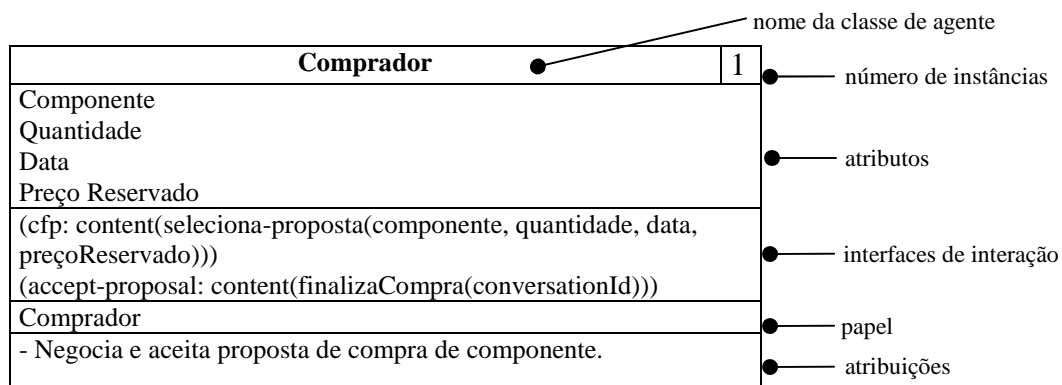 nome da classe de agente
Comprador
1
número de instâncias
Componente
Quantidade
Data
Preço Reservado
atributos
(cfp: content(seleciona-proposta(componente, quantidade, data,
preçoReservado)))
(accept-proposal: content(finalizaCompra(conversationId)))
interfaces de interação
Comprador
papel
- Negocia e aceita proposta de compra de componente.
atribuições